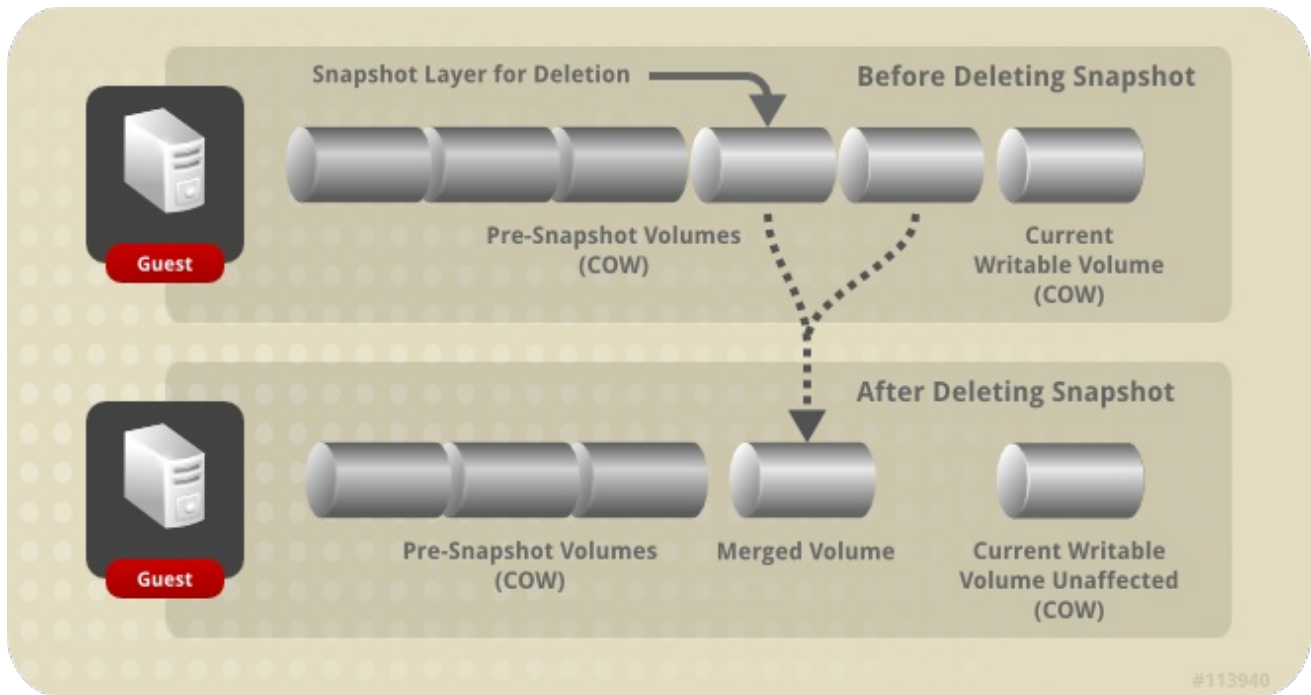 Snapshot Layer for Deletion
Before Deleting Snapshot
Guest
Pre-Snapshot Volumes
(COW)
Current
Writable Volume
(COW)
After Deleting Snapshot
Guest
Pre-Snapshot Volumes
(COW)
Merged Volume
Current Writable
Volume Unaffected
(COW)
#113940